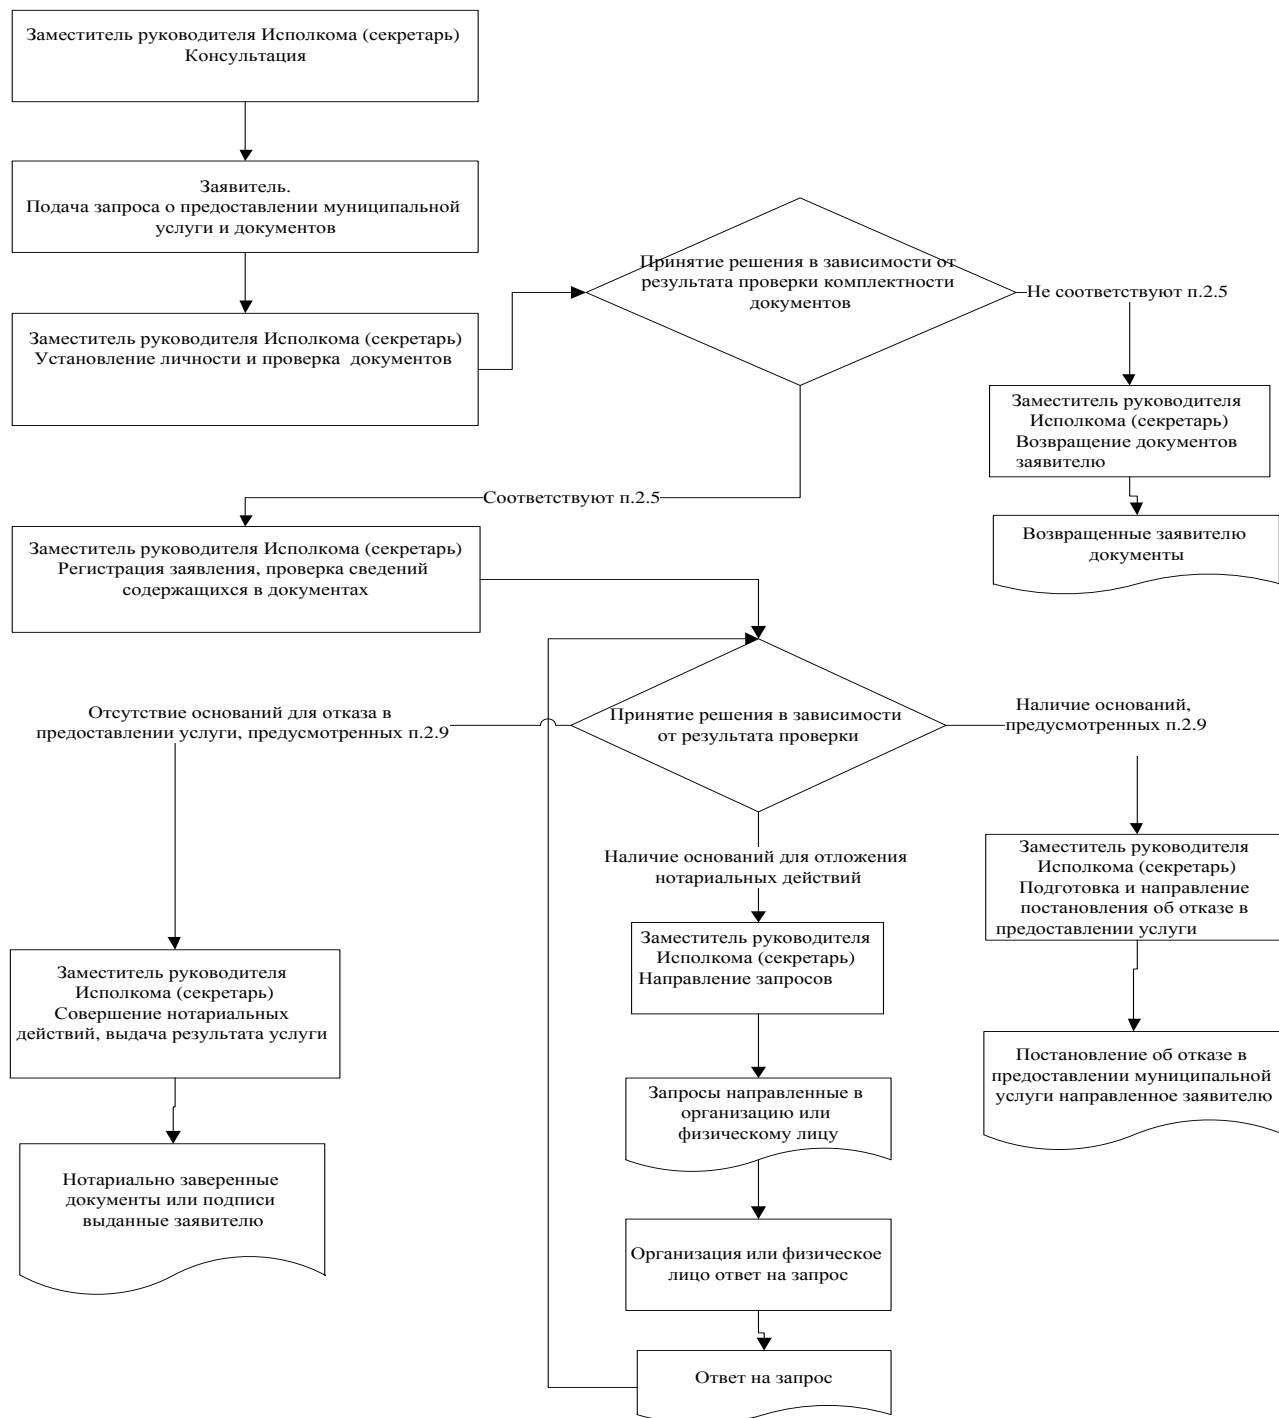 Заместитель руководителя Исполкома (секретарь)
Консультация
Заявитель.
Подача запроса о предоставлении муниципальной
услуги и документов
Заместитель руководителя Исполкома (секретарь)
Установление личности и проверка документов
Принятие решения в зависимости от
результата проверки комплектности
документов
Не соответствуют п.2.5
Заместитель руководителя
Исполкома (секретарь)
Возвращение документов
заявителю
Возвращенные заявителю
документы
Соответствуют п.2.5
Заместитель руководителя Исполкома (секретарь)
Регистрация заявления, проверка сведений
содержащихся в документах
Принятие решения в зависимости
от результата проверки
Отсутствие оснований для отказа в
предоставлении услуги, предусмотренных п.2.9
Наличие оснований,
предусмотренных п.2.9
Наличие оснований для отложения
нотариальных действий
Заместитель руководителя
Исполкома (секретарь)
Совершение нотариальных
действий, выдача результата услуги
Нотариально заверенные
документы или подписи
выданные заявителю
Заместитель руководителя
Исполкома (секретарь)
Направление запросов
Запросы направленные в
организацию или
физическому лицу
Организация или физическое
лицо ответ на запрос
Ответ на запрос
Заместитель руководителя
Исполкома (секретарь)
Подготовка и направление
постановления об отказе в
предоставлении услуги
Постановление об отказе в
предоставлении муниципальной
услуги направленное заявителю